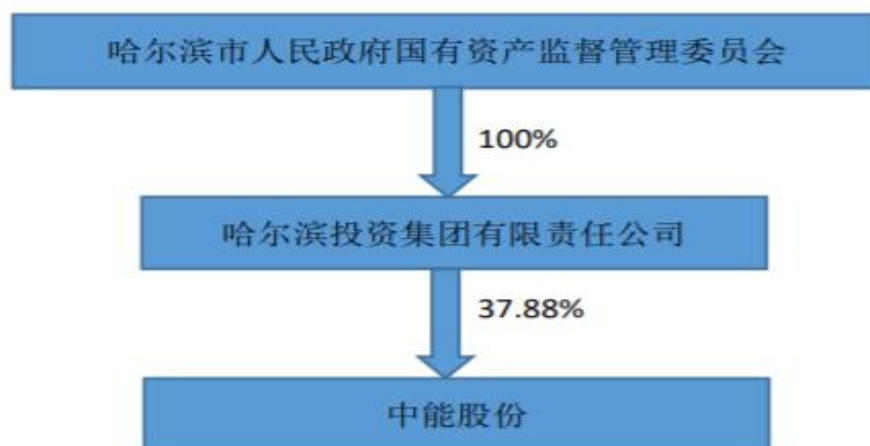 哈尔滨市人民政府国有资产监督管理委员会
100%
哈尔滨投资集团有限责任公司
37.88%
中能股份